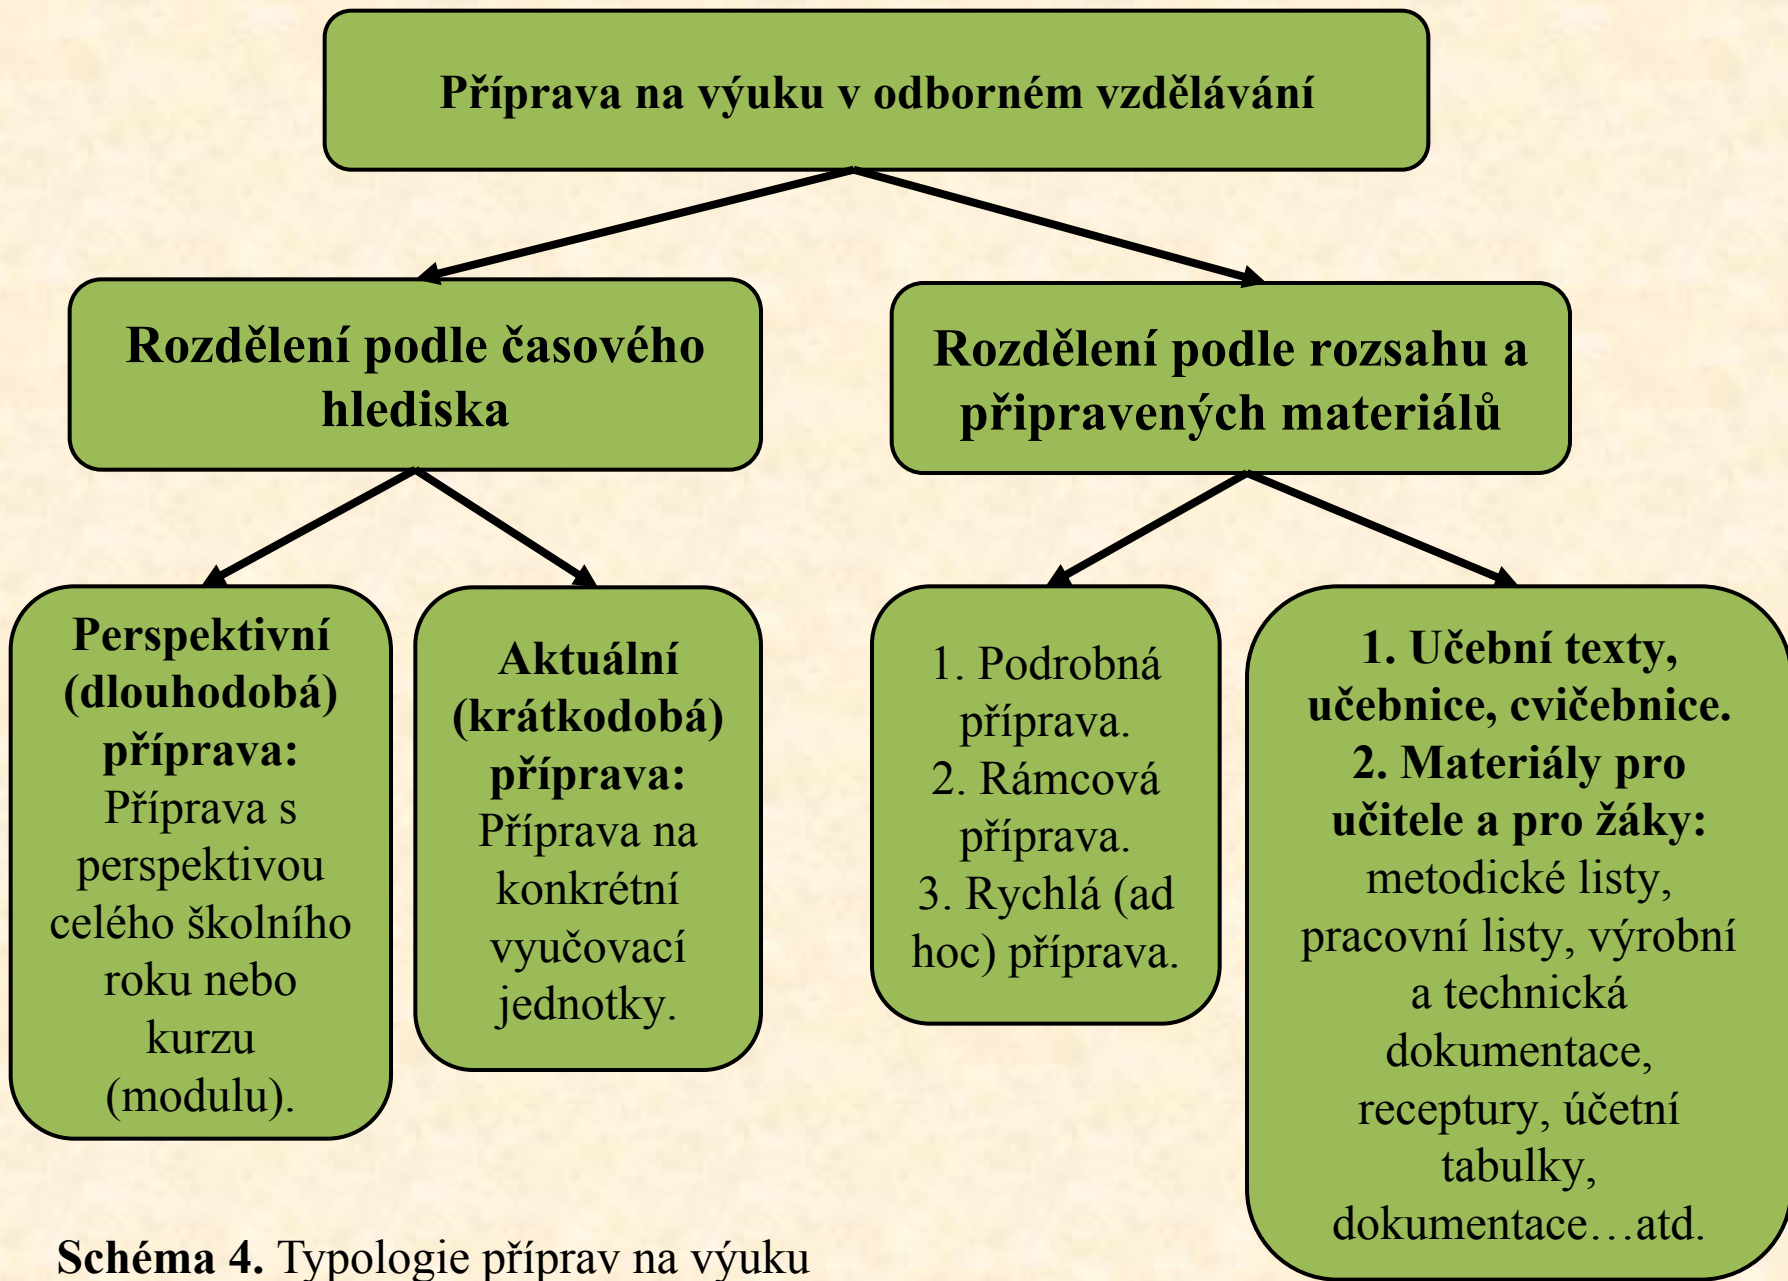 Příprava na výuku v odborném vzdělávání
Rozdělení podle časového
hlediska
Rozdělení podle rozsahu a
připravených materiálů
Perspektivní
(dlouhodobá)
příprava:
Příprava s
perspektivou
celého školního
roku nebo
kurzu
(modulu).
Aktuální
(krátkodobá)
příprava:
Příprava na
konkrétní
vyučovací
jednotky.
1. Podrobná
příprava.
2. Rámcová
příprava.
3. Rychlá (ad
hoc) příprava.
1. Učební texty,
učebnice, cvičebnice.
2. Materiály pro
učitele a pro žáky:
metodické listy,
pracovní listy, výrobní
a technická
dokumentace,
receptury, účetní
tabulky,
dokumentace…atd.
Schéma 4. Typologie příprav na výuku